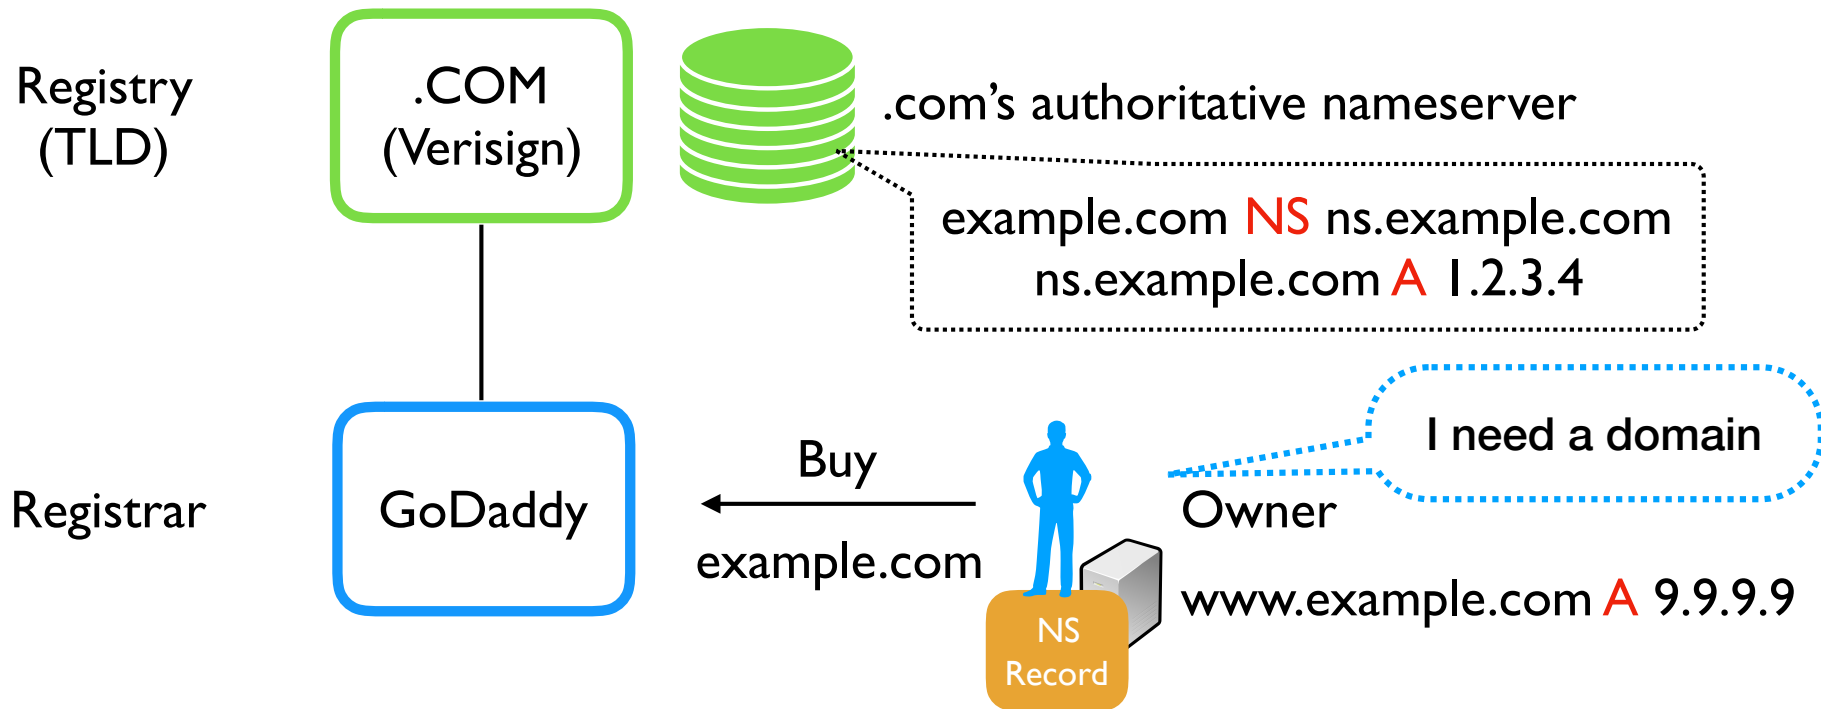 Registry
(TLD)
.COM
(Verisign)
.com’s authoritative nameserver
example.com NS ns.example.com
ns.example.com A 1.2.3.4
I need a domain
Registrar
GoDaddy
Buy
example.com
Owner
www.example.com A 9.9.9.9
NS
Record